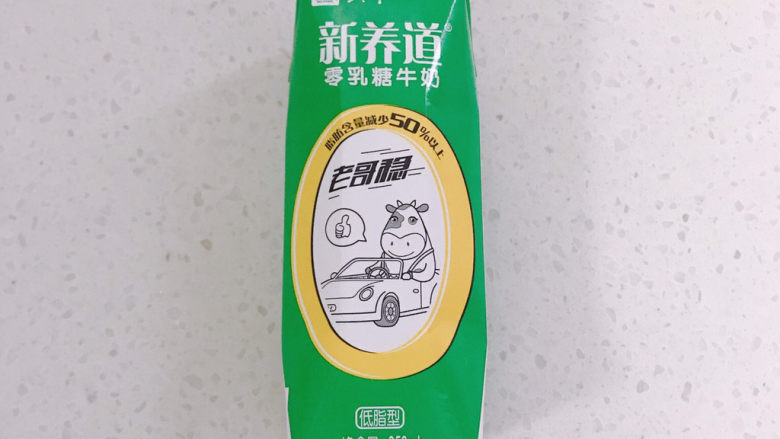 新养道®
零乳糖牛奶
脂肪含量减少50%以上
老哥稳
低脂型